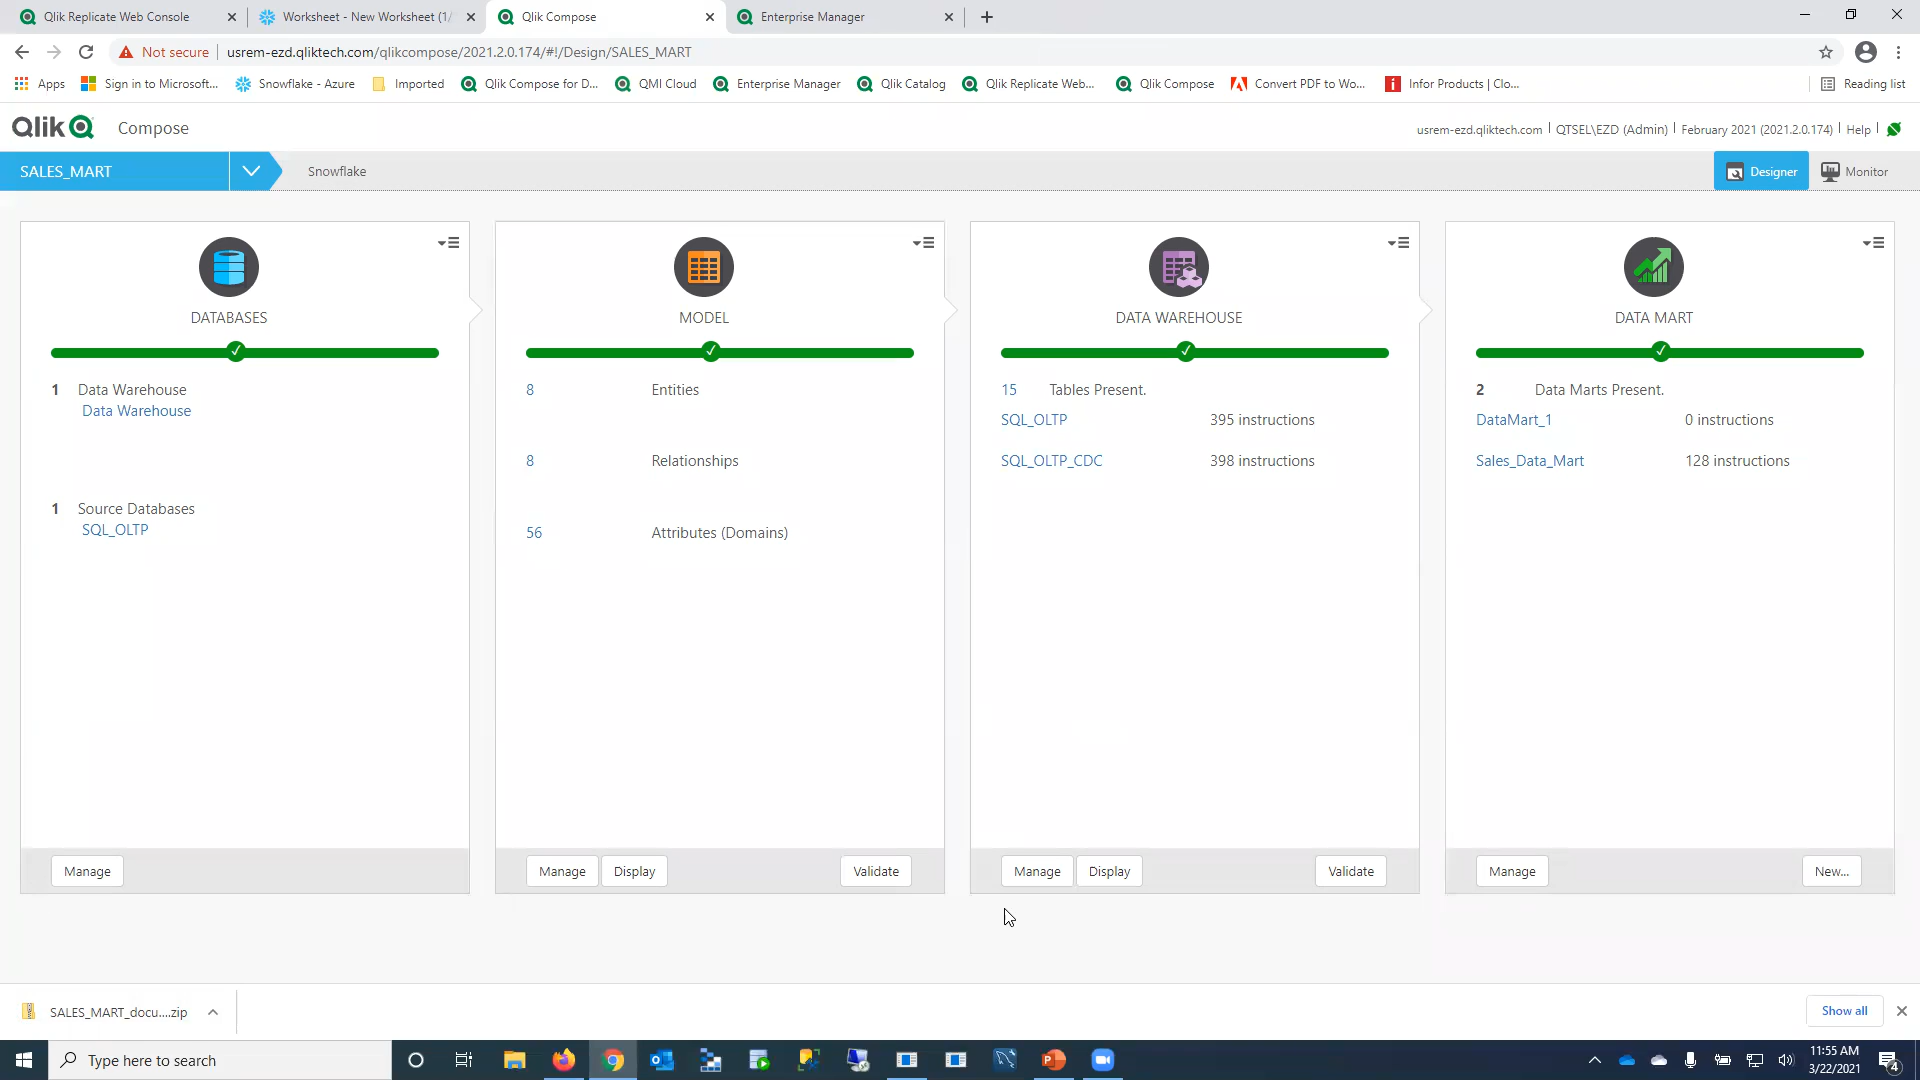 Qlik Replicate Web Console
Worksheet - New Worksheet (1/
Qlik Compose
Enterprise Manager
Not secure
usrem-ezd.qliktech.com/qlikcompose/2021.2.0.174/#!/Design/SALES_MART
Apps
Sign in to Microsoft...
Snowflake - Azure
Imported
Qlik Compose for D...
QMI Cloud
Enterprise Manager
Qlik Catalog
Qlik Replicate Web...
Qlik Compose
Convert PDF to Wo...
Infor Products | Clo...
Reading list
Qlik Compose
usrem-ezd.qliktech.com | QTSEL\EZD (Admin) | February 2021 (2021.2.0.174) | Help |
SALES_MART
Snowflake
Designer
Monitor
DATABASES
1 Data Warehouse
Data Warehouse
1 Source Databases
SQL_OLTP
Manage
MODEL
8 Entities
8 Relationships
56 Attributes (Domains)
Manage
Display
Validate
DATA WAREHOUSE
15 Tables Present.
SQL_OLTP 395 instructions
SQL_OLTP_CDC 398 instructions
Manage
Display
Validate
DATA MART
2 Data Marts Present.
DataMart_1 0 instructions
Sales_Data_Mart 128 instructions
Manage
New...
SALES_MART_docu....zip
Show all
Type here to search
11:55 AM
3/22/2021
4